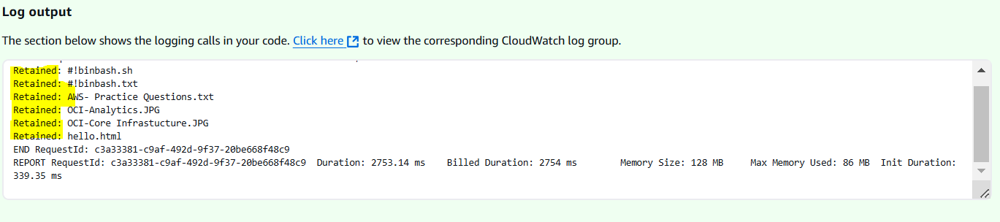 Log output
The section below shows the logging calls in your code. Click here to view the corresponding CloudWatch log group.
Retained: #!binbash.sh
Retained: #!binbash.txt
Retained: AWS- Practice Questions.txt
Retained: OCI-Analytics.JPG
Retained: OCI-Core Infrastucture.JPG
Retained: hello.html
END RequestId: c3a33381-c9af-492d-9f37-20be668f48c9
REPORT RequestId: c3a33381-c9af-492d-9f37-20be668f48c9 Duration: 2753.14 ms Billed Duration: 2754 ms Memory Size: 128 MB Max Memory Used: 86 MB Init Duration:
339.35 ms